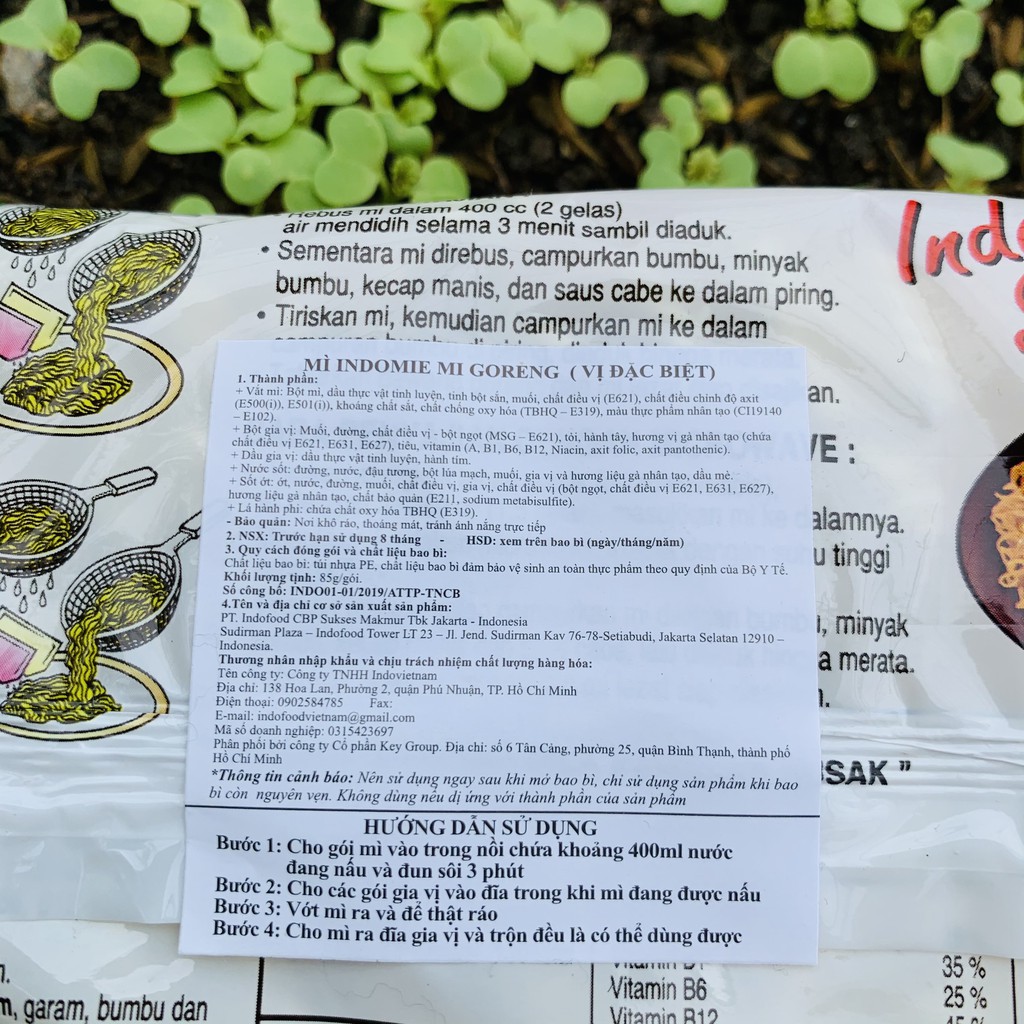 Rebus mi dalam 400 cc (2 gelas)
air mendidih selama 3 menit sambil diaduk.
• Sementara mi direbus, campurkan bumbu, minyak
bumbu, kecap manis, dan saus cabe ke dalam piring.
• Tiriskan mi, kemudian campurkan mi ke dalam
Indo
an.
VE :
alamnya.
u tinggi
i, minyak
a merata.
SAK ”
MÌ INDOMIE MI GORENG ( VỊ ĐẶC BIỆT)
1. Thành phần:
+ Vắt mì: Bột mì, dầu thực vật tinh luyện, tinh bột sắn, muối, chất điều vị (E621), chất điều chỉnh độ axit
(E500(i)), E501(i)), khoáng chất sắt, chất chống oxy hóa (TBHQ – E319), màu thực phẩm nhân tạo (CI19140
– E102).
+ Bột gia vị: Muối, đường, chất điều vị - bột ngọt (MSG – E621), tỏi, hành tây, hương vị gà nhân tạo (chứa
chất điều vị E621, E631, E627), tiêu, vitamin (A, B1, B6, B12, Niacin, axit folic, axit pantothenic).
+ Dầu gia vị: dầu thực vật tinh luyện, hành tím.
+ Nước sốt: đường, nước, đậu tương, bột lúa mạch, muối, gia vị và hương liệu gà nhân tạo, dầu mè.
+ Sốt ớt: ớt, nước, đường, muối, chất điều vị, gia vị, chất điều vị (bột ngọt, chất điều vị E621, E631, E627),
hương liệu gà nhân tạo, chất bảo quản (E211, sodium metabisulfite).
+ Lá hành phi: chứa chất oxy hóa TBHQ (E319).
- Bảo quản: Nơi khô ráo, thoáng mát, tránh ánh nắng trực tiếp
2. NSX: Trước hạn sử dụng 8 tháng - HSD: xem trên bao bì (ngày/tháng/năm)
3. Quy cách đóng gói và chất liệu bao bì:
Chất liệu bao bì: túi nhựa PE, chất liệu bao bì đảm bảo vệ sinh an toàn thực phẩm theo quy định của Bộ Y Tế.
Khối lượng tịnh: 85g/gói.
Số công bố: INDO01-01/2019/ATTP-TNCB
4.Tên và địa chỉ cơ sở sản xuất sản phẩm:
PT. Indofood CBP Sukses Makmur Tbk Jakarta - Indonesia
Sudirman Plaza – Indofood Tower LT 23 – Jl. Jend. Sudirman Kav 76-78-Setiabudi, Jakarta Selatan 12910 –
Indonesia.
Thương nhân nhập khẩu và chịu trách nhiệm chất lượng hàng hóa:
Tên công ty: Công ty TNHH Indovietnam
Địa chỉ: 138 Hoa Lan, Phường 2, quận Phú Nhuận, TP. Hồ Chí Minh
Điện thoại: 0902584785 Fax:
E-mail: indofoodvietnam@gmail.com
Mã số doanh nghiệp: 0315423697
Phân phối bởi công ty Cổ phần Key Group. Địa chỉ: số 6 Tân Cảng, phường 25, quận Bình Thạnh, thành phố
Hồ Chí Minh
*Thông tin cảnh báo: Nên sử dụng ngay sau khi mở bao bì, chỉ sử dụng sản phẩm khi bao
bì còn nguyên vẹn. Không dùng nếu dị ứng với thành phần của sản phẩm
HƯỚNG DẪN SỬ DỤNG
Bước 1: Cho gói mì vào trong nồi chứa khoảng 400ml nước
đang nấu và đun sôi 3 phút
Bước 2: Cho các gói gia vị vào đĩa trong khi mì đang được nấu
Bước 3: Vớt mì ra và để thật ráo
Bước 4: Cho mì ra đĩa gia vị và trộn đều là có thể dùng được
m, garam, bumbu dan
Vitamin B1 35 %
Vitamin B6 25 %
Vitamin B12